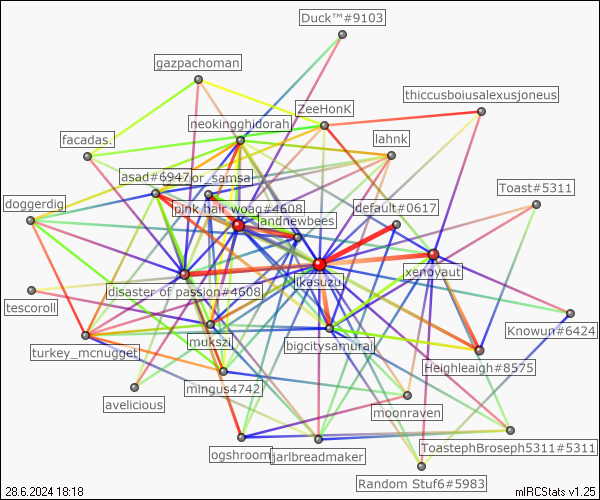 Duck™#9103
gazpachoman
thiccusboiusalexusjoneus
ZeeHonK
neokingghidorah
facadas.
lahnk
asad#6947
or_samsa
Toast#5311
doggerdig
pink hair woag#4608
default#0617
andnewbees
ikasuzu
xenoyaut
disaster of passion#4608
tescoroll
Knowun#6424
mukszi
bigcitysamurai
turkey_mcnugget
Heighleaigh#8575
mingus4742
avelicious
moonraven
ToastephBroseph5311#5311
ogshroom
jarlbreadmaker
Random Stuf6#5983
28.6.2024 18:18
mIRCStats v1.25